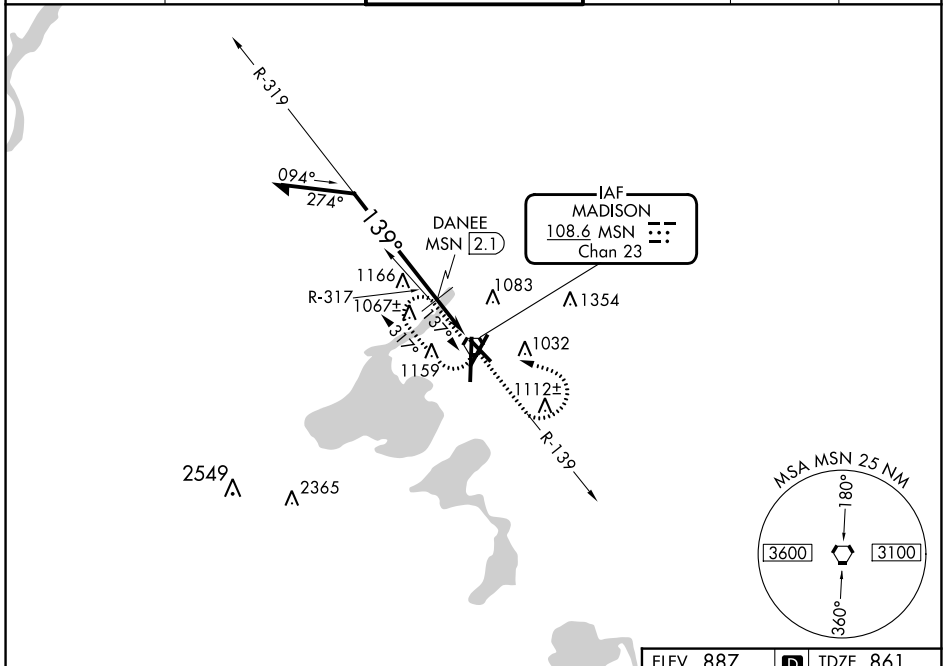 R-319
094°
274°
139°
DANEE
MSN 2.1
IAF
MADISON
108.6 MSN
Chan 23
1166
R-317
1067±
317°
137°
1159
1083
1354
1032
1112±
R-139
2549
2365
MSA MSN 25 NM
180°
3600
3100
360°
ELEV 887 D TDZE 861